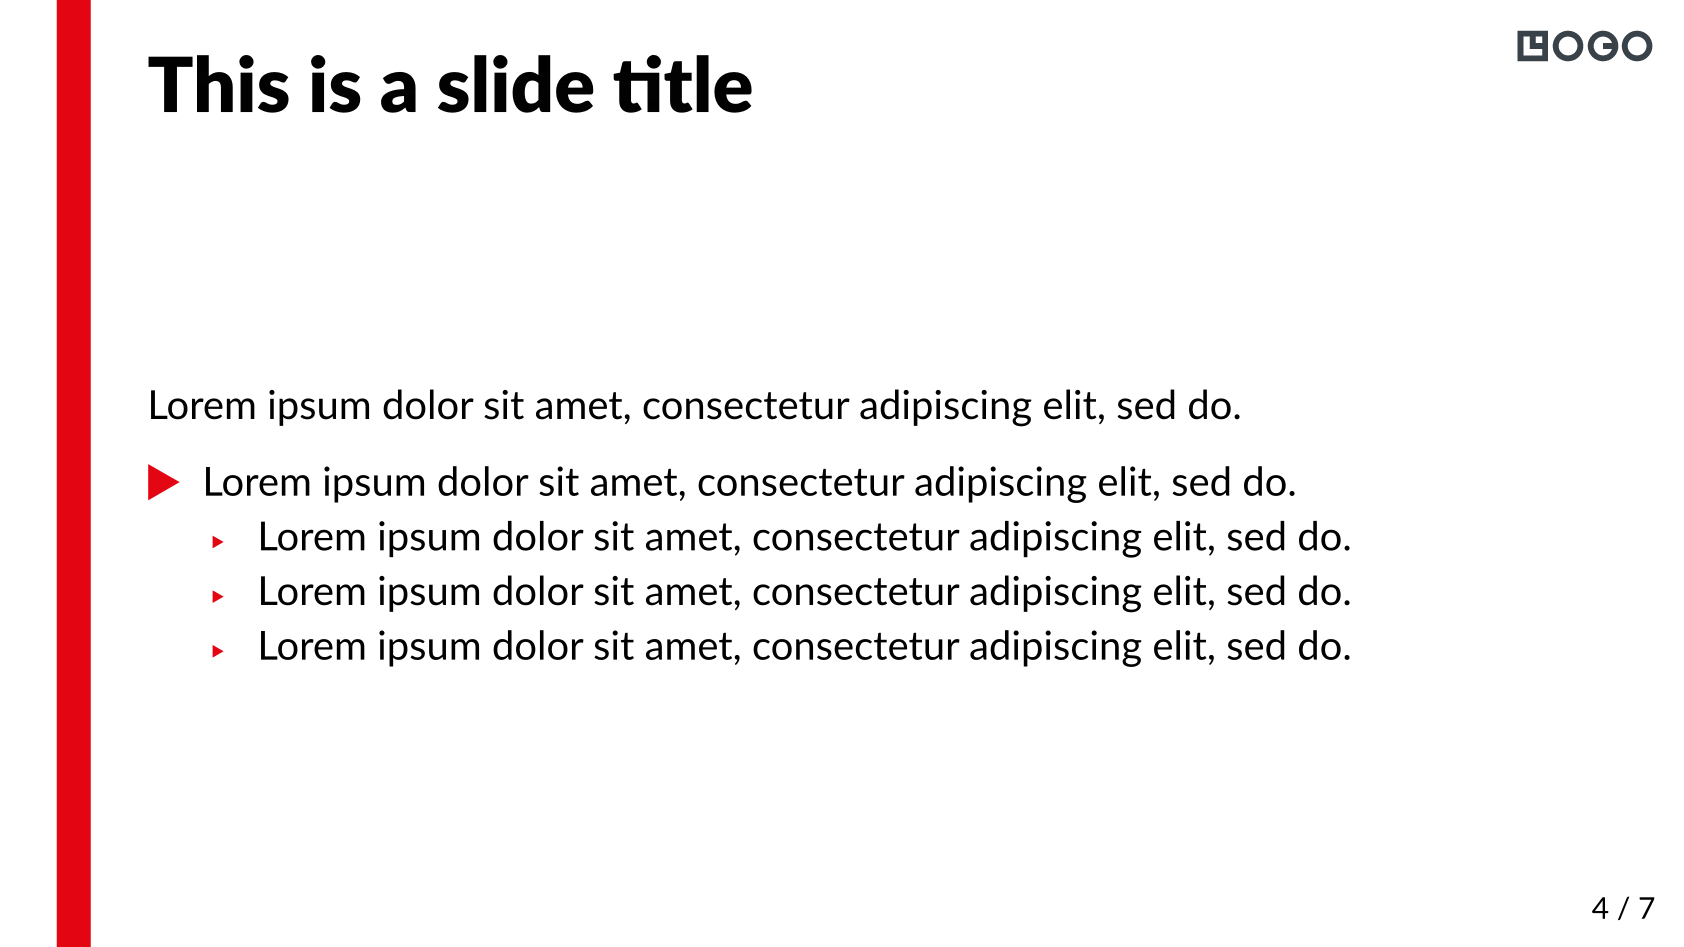 LOGO
This is a slide title
Lorem ipsum dolor sit amet, consectetur adipiscing elit, sed do.
Lorem ipsum dolor sit amet, consectetur adipiscing elit, sed do.
Lorem ipsum dolor sit amet, consectetur adipiscing elit, sed do.
Lorem ipsum dolor sit amet, consectetur adipiscing elit, sed do.
Lorem ipsum dolor sit amet, consectetur adipiscing elit, sed do.
4 / 7